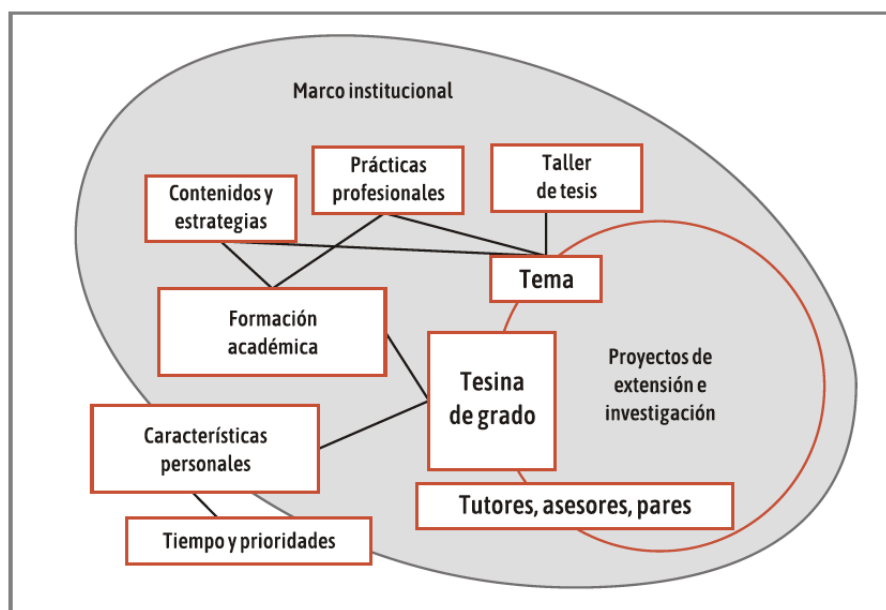 Marco institucional
Prácticas
profesionales
Taller
de tesis
Contenidos y
estrategias
Tema
Formación
académica
Tesina
de grado
Proyectos de
extensión e
investigación
Características
personales
Tutores, asesores, pares
Tiempo y prioridades